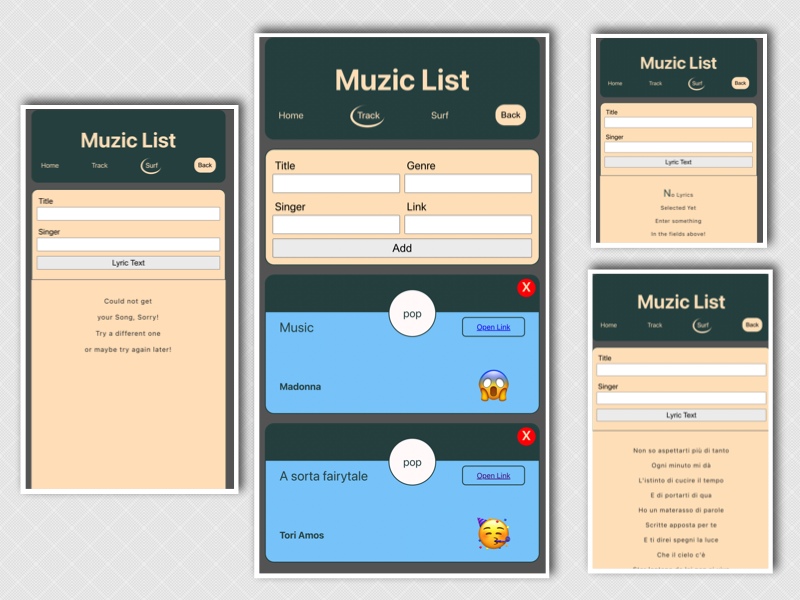 Muzic List
Home Track Surf Back
Title
Singer
Lyric Text
Could not get
your Song, Sorry!
Try a different one
or maybe try again later!
Muzic List
Home Track Surf Back
Title Genre
Singer Link
Add
X
pop
Music Open Link
Madonna
X
pop
A sorta fairytale Open Link
Tori Amos
Muzic List
Home Track Surf Back
Title
Singer
Lyric Text
No Lyrics
Selected Yet
Enter something
In the fields above!
Muzic List
Home Track Surf Back
Title
Singer
Lyric Text
Non so aspettarti più di tanto
Ogni minuto mi dà
L'istinto di cucire il tempo
E di portarti di qua
Ho un materasso di parole
Scritte apposta per te
E ti direi spegni la luce
Che il cielo c'è